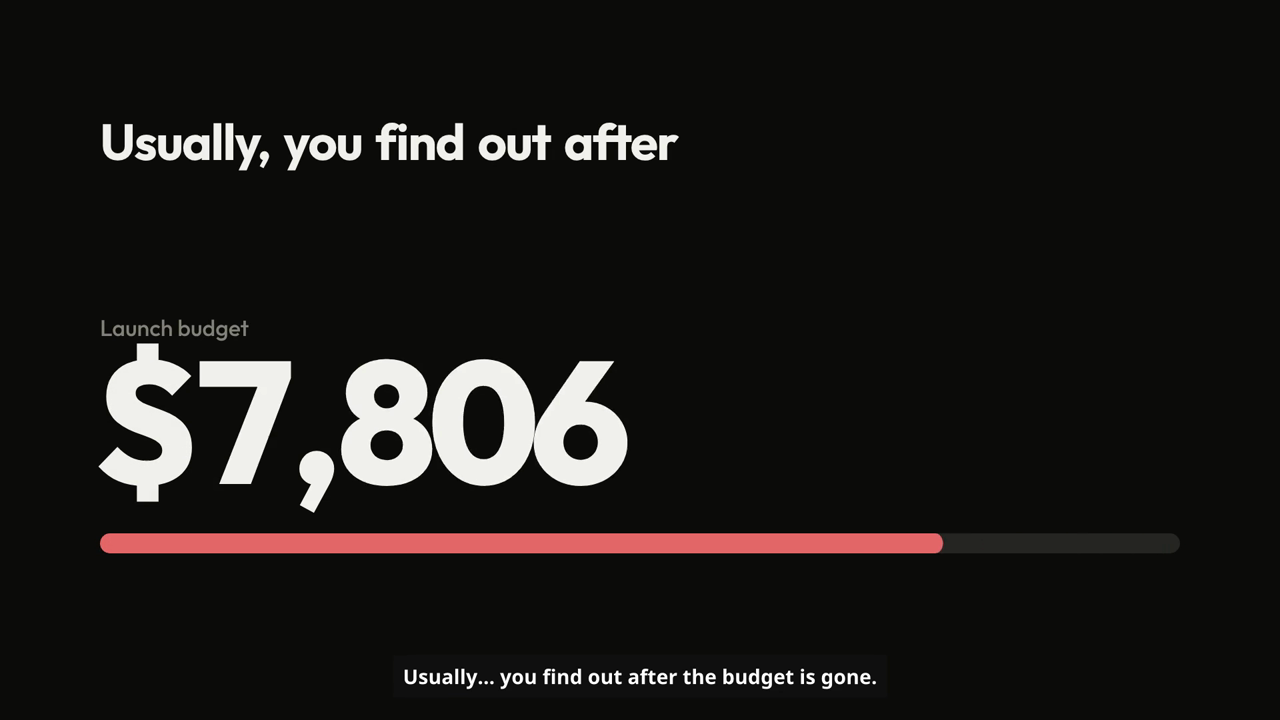 Usually, you find out after
Launch budget
$7,806
Usually... you find out after the budget is gone.